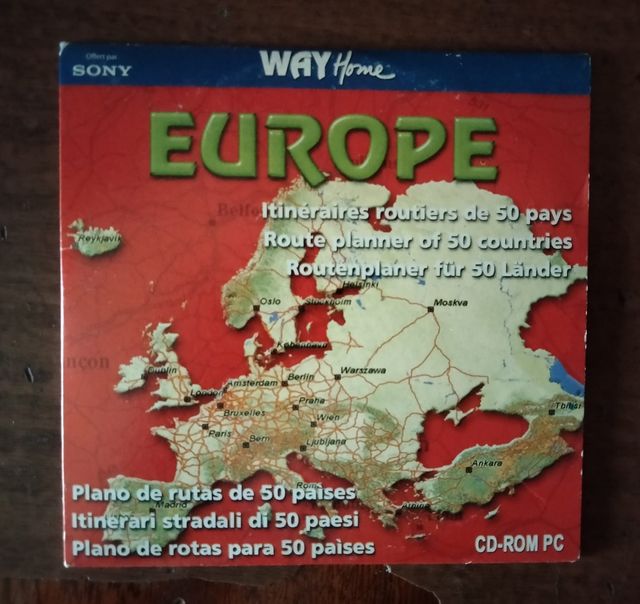 Offert par
SONY
WAY Home
EUROPE
Itinéraires routiers de 50 pays
Route planner of 50 countries
Routenplaner für 50 Länder
Reykjavik
Helsinki
Oslo
Stockholm
Moskva
København
Dublin
Berlin
Warszawa
Amsterdam
London
Bruxelles
Praha
Wien
Paris
Bern
Ljubljana
Tbilisi
Ankara
Roma
Madrid
Plano de rutas de 50 países
Itinerari stradali di 50 paesi
Plano de rotas para 50 países
CD-ROM PC